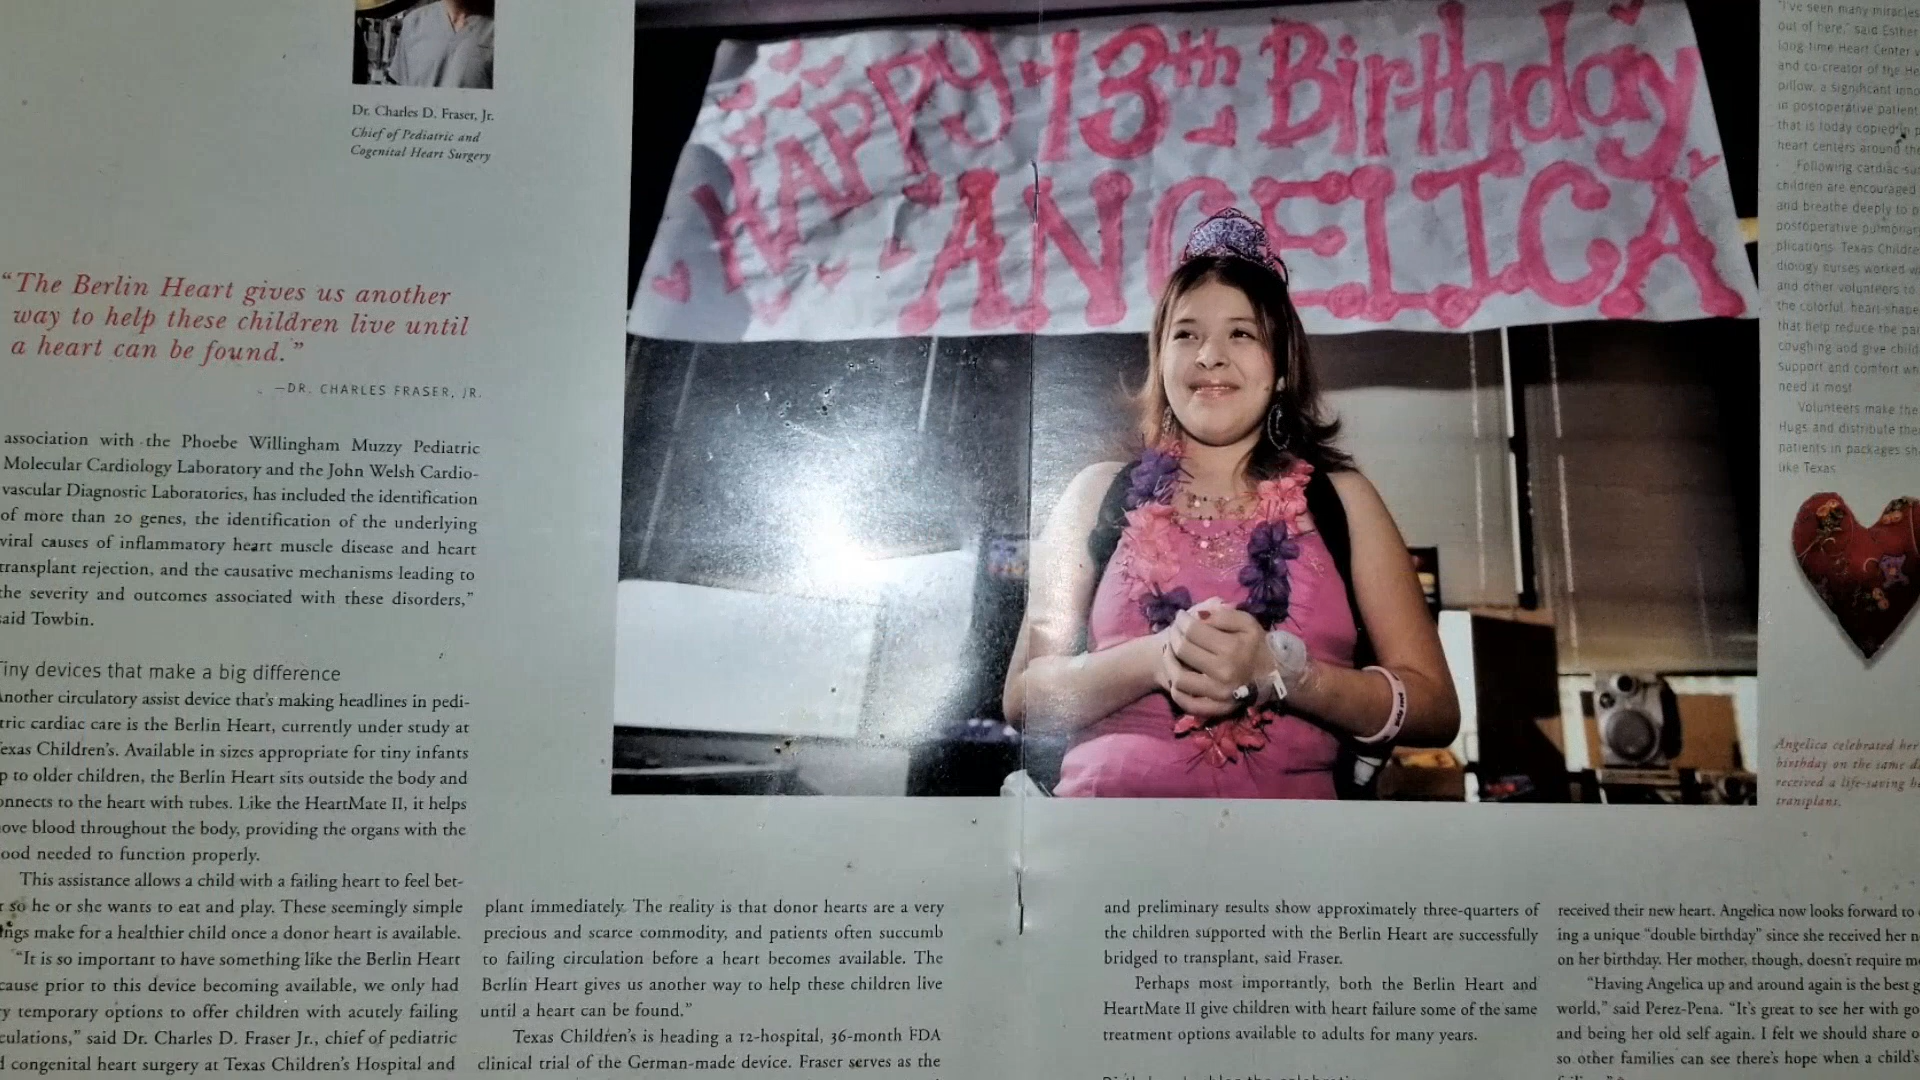 Dr. Charles D. Fraser, Jr.
Chief of Pediatric and
Cogenital Heart Surgery
“The Berlin Heart gives us another
way to help these children live until
a heart can be found.”
—DR. CHARLES FRASER, JR.
association with the Phoebe Willingham Muzzy Pediatric
Molecular Cardiology Laboratory and the John Welsh Cardio-
vascular Diagnostic Laboratories, has included the identification
of more than 20 genes, the identification of the underlying
viral causes of inflammatory heart muscle disease and heart
transplant rejection, and the causative mechanisms leading to
the severity and outcomes associated with these disorders,”
said Towbin.
Tiny devices that make a big difference
Another circulatory assist device that's making headlines in pedi-
tric cardiac care is the Berlin Heart, currently under study at
Texas Children's. Available in sizes appropriate for tiny infants
p to older children, the Berlin Heart sits outside the body and
onnects to the heart with tubes. Like the HeartMate II, it helps
ove blood throughout the body, providing the organs with the
ood needed to function properly.
This assistance allows a child with a failing heart to feel bet-
r so he or she wants to eat and play. These seemingly simple
ngs make for a healthier child once a donor heart is available.
“It is so important to have something like the Berlin Heart
cause prior to this device becoming available, we only had
y temporary options to offer children with acutely failing
culations,” said Dr. Charles D. Fraser Jr., chief of pediatric
d congenital heart surgery at Texas Children's Hospital and
HAPPY 13th Birthday
ANGELICA
plant immediately. The reality is that donor hearts are a very
precious and scarce commodity, and patients often succumb
to failing circulation before a heart becomes available. The
Berlin Heart gives us another way to help these children live
until a heart can be found.”
Texas Children's is heading a 12-hospital, 36-month FDA
clinical trial of the German-made device. Fraser serves as the
and preliminary results show approximately three-quarters of
the children supported with the Berlin Heart are successfully
bridged to transplant, said Fraser.
Perhaps most importantly, both the Berlin Heart and
HeartMate II give children with heart failure some of the same
treatment options available to adults for many years.
received their new heart. Angelica now looks forward to
ing a unique “double birthday” since she received her n
on her birthday. Her mother, though, doesn't require m
“Having Angelica up and around again is the best g
world,” said Perez-Pena. “It's great to see her with go
and being her old self again. I felt we should share o
so other families can see there's hope when a child's
“I've seen many miracles
out of here,” said Esther
long time Heart Center v
and co-creator of the He
pillow, a significant inno
in postoperative patient
that is today copied in p
heart centers around the
Following cardiac su
children are encouraged
and breathe deeply to p
postoperative pulmonar
plications. Texas Childre
diology nurses worked w
and other volunteers to
the colorful, heart-shape
that help reduce the pai
coughing and give child
support and comfort wh
need it most.
Volunteers make the
Hugs and distribute the
patients in packages sh
like Texas.
Angelica celebrated her
birthday on the same d
received a life-saving he
transplant.